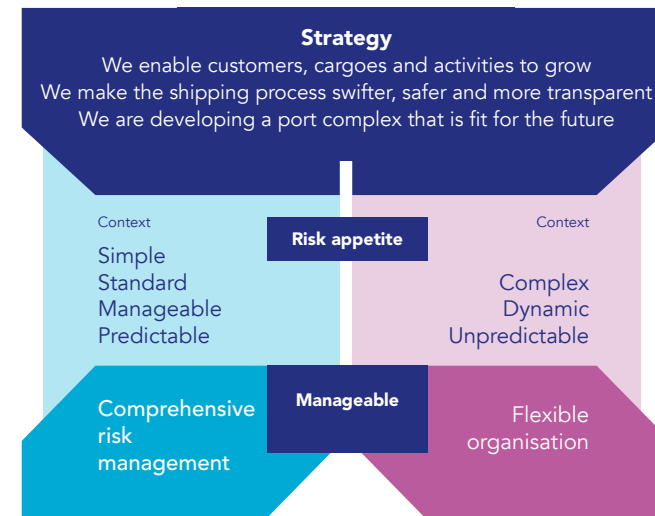 Strategy
We enable customers, cargoes and activities to grow
We make the shipping process swifter, safer and more transparent
We are developing a port complex that is fit for the future
Context
Simple
Standard
Manageable
Predictable
Risk appetite
Context
Complex
Dynamic
Unpredictable
Comprehensive
risk
management
Manageable
Flexible
organisation